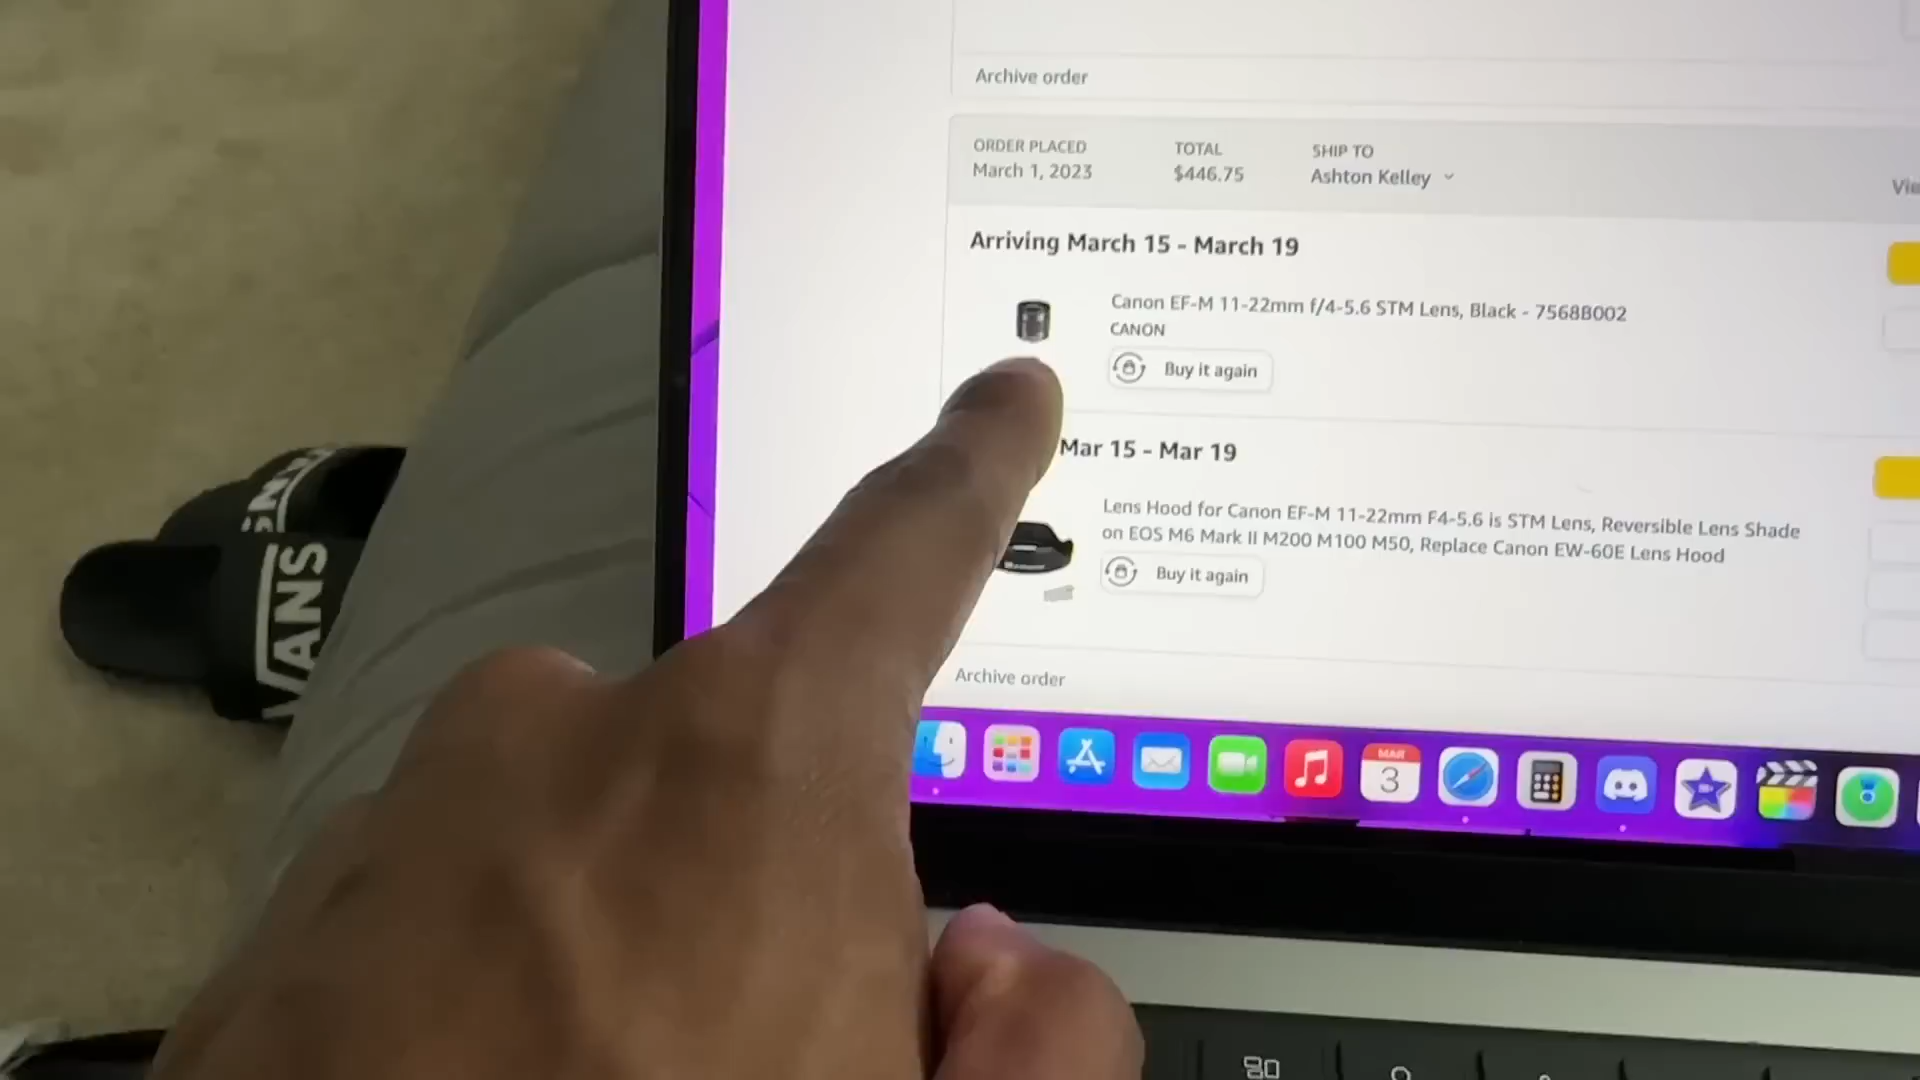 Archive order
ORDER PLACED
March 1, 2023
TOTAL
$446.75
SHIP TO
Ashton Kelley
Arriving March 15 - March 19
Canon EF-M 11-22mm f/4-5.6 STM Lens, Black - 7568B002
CANON
Buy it again
Mar 15 - Mar 19
Lens Hood for Canon EF-M 11-22mm F4-5.6 is STM Lens, Reversible Lens Shade
on EOS M6 Mark II M200 M100 M50, Replace Canon EW-60E Lens Hood
Buy it again
Archive order
MAR
3
VANS